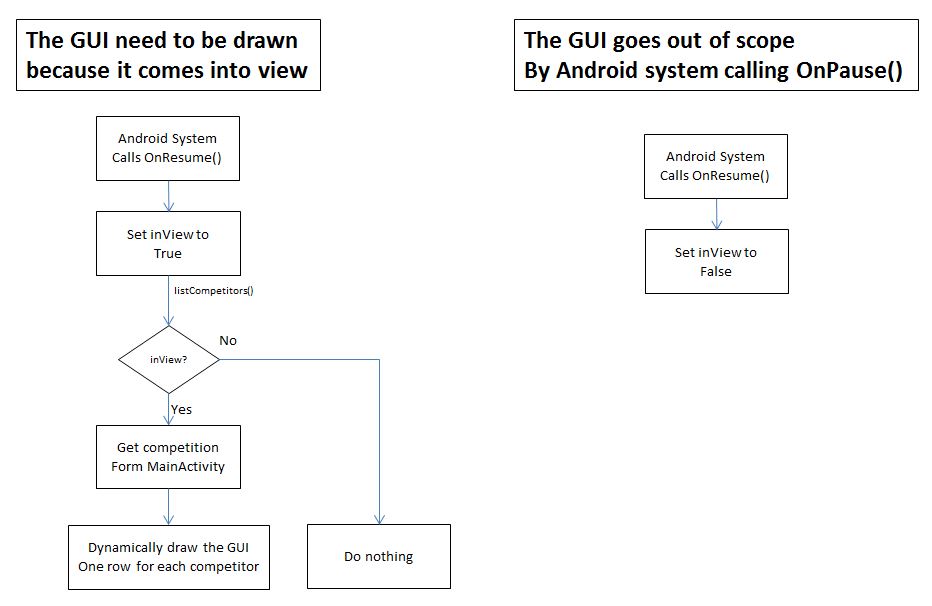 The GUI need to be drawn
because it comes into view
Android System
Calls OnResume()
Set inView to
True
listCompetitors()
inView?
No
Yes
Get competition
Form MainActivity
Dynamically draw the GUI
One row for each competitor
Do nothing
The GUI goes out of scope
By Android system calling OnPause()
Android System
Calls OnResume()
Set inView to
False